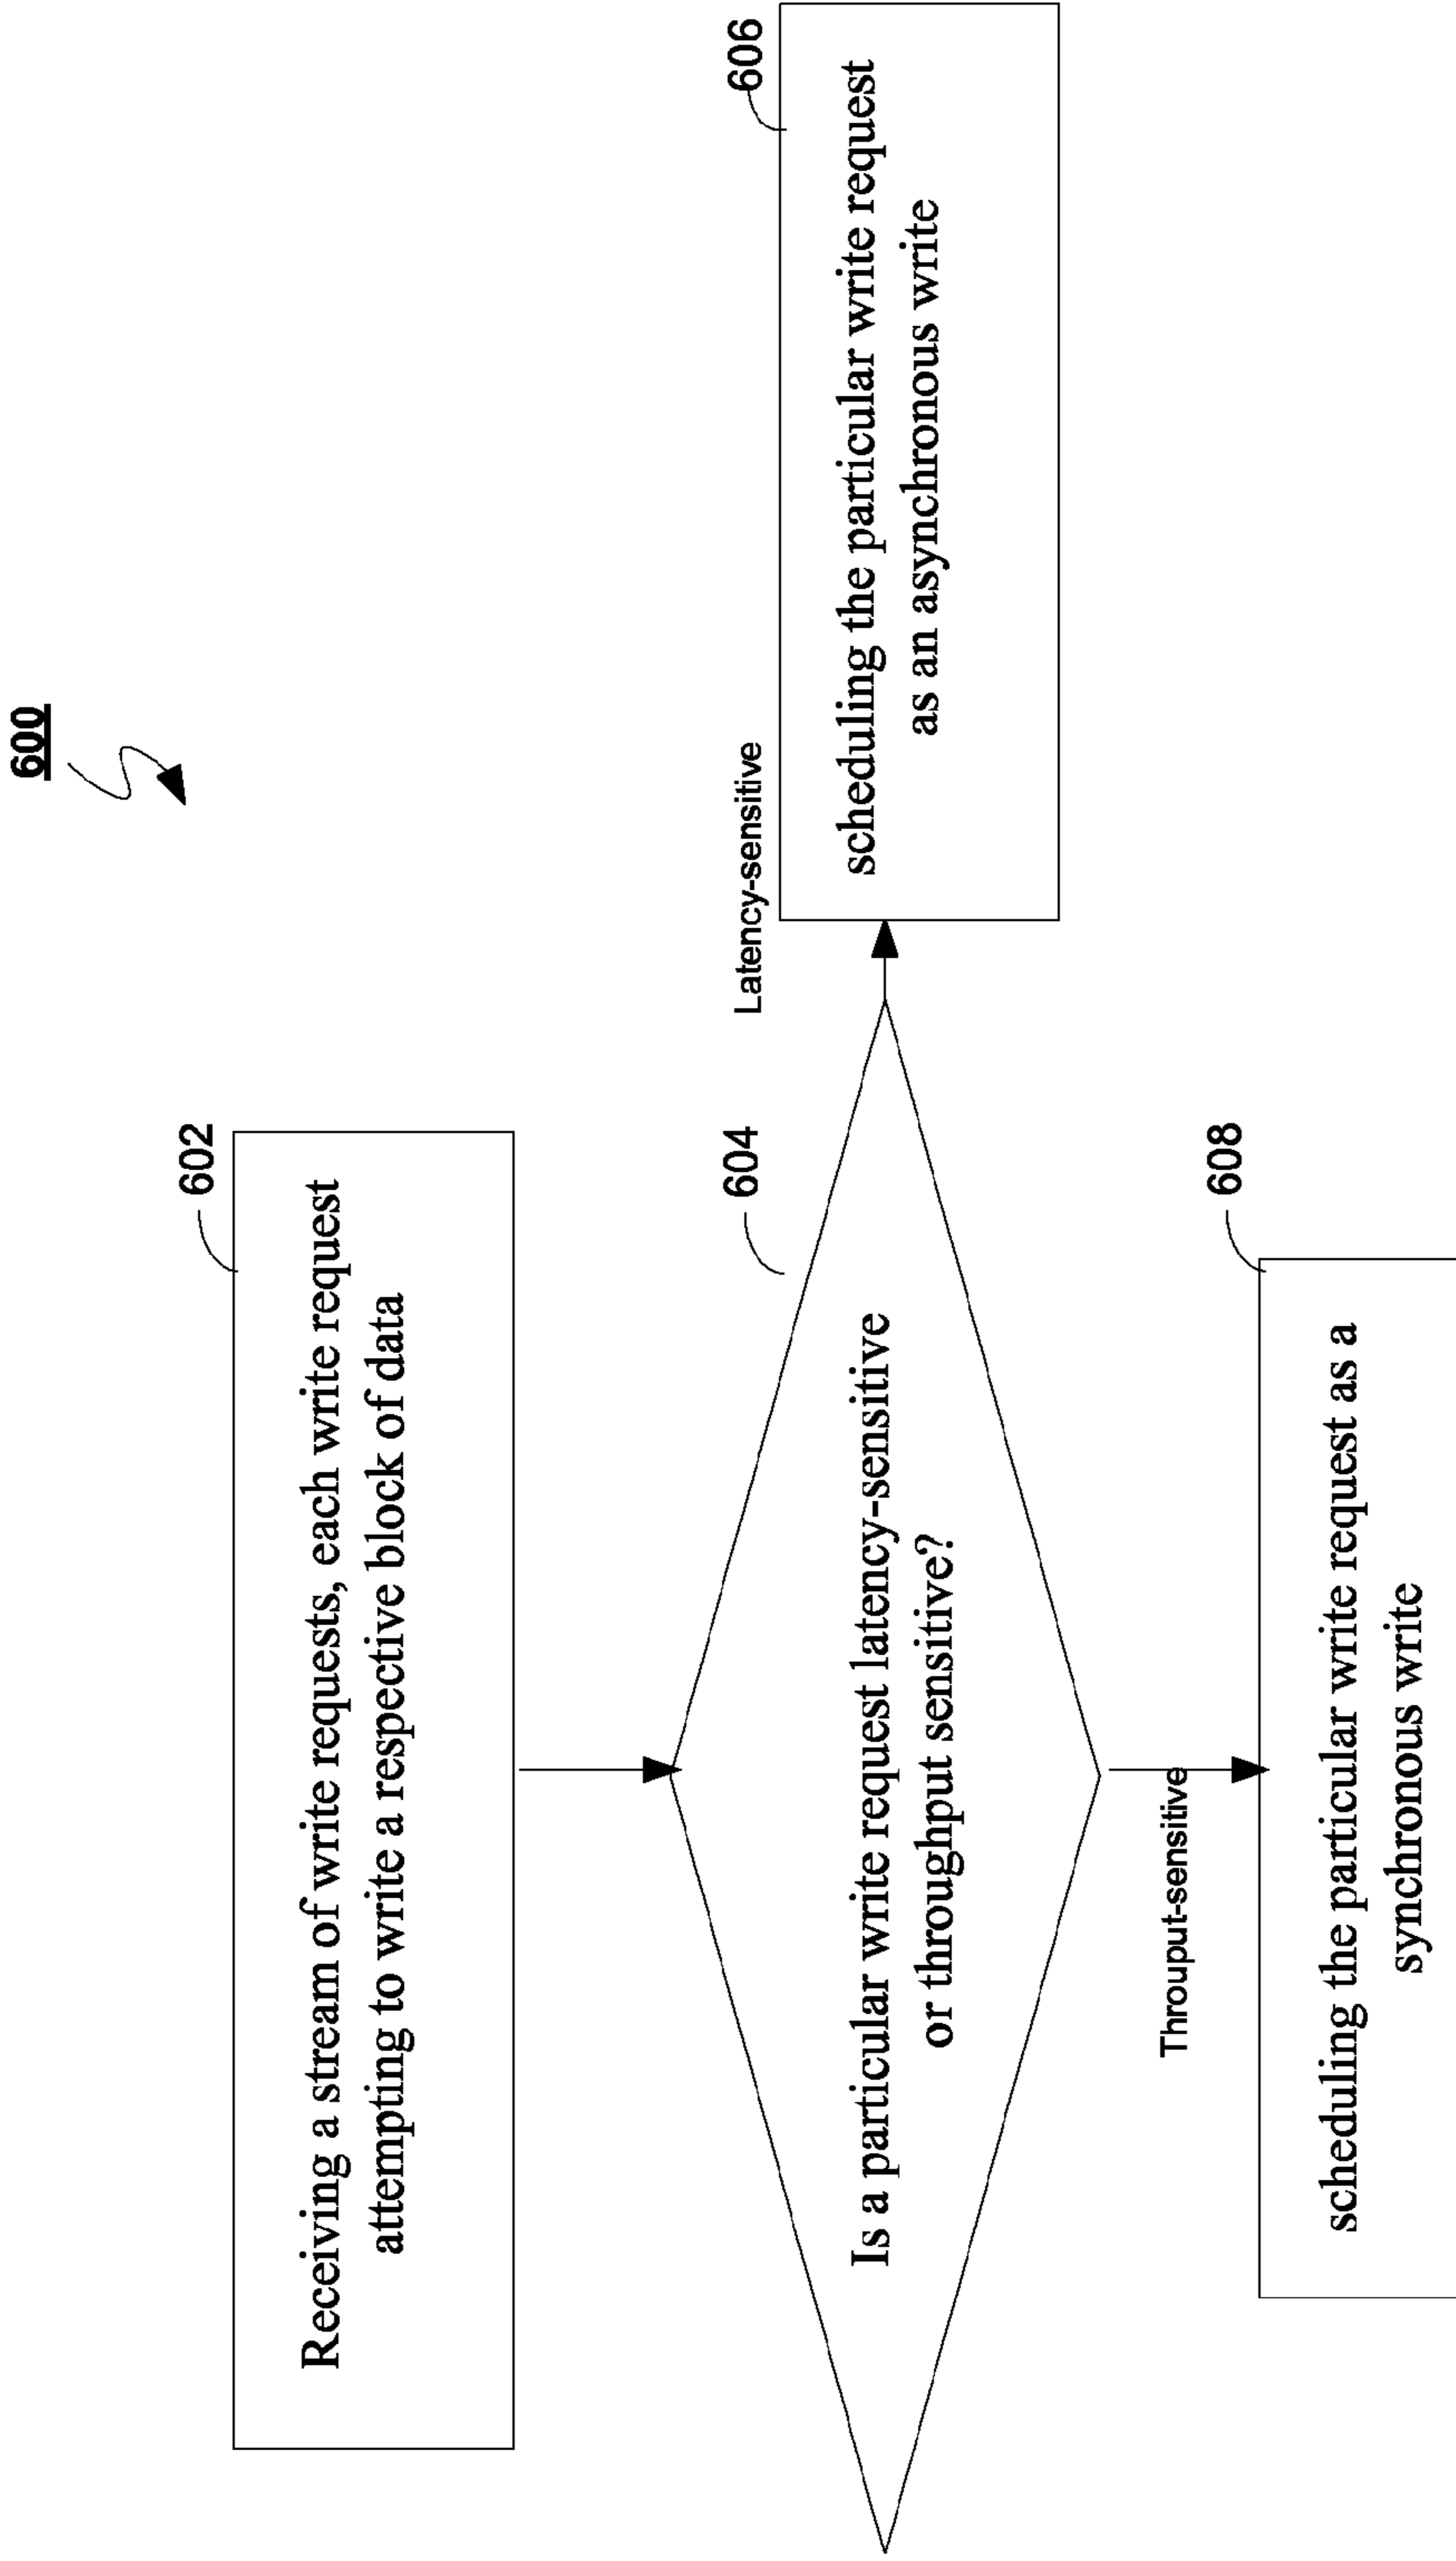 600
602
Receiving a stream of write requests, each write request
attempting to write a respective block of data
604
Is a particular write request latency-sensitive
or throughput sensitive?
Latency-sensitive
606
scheduling the particular write request
as an asynchronous write
Throuput-sensitive
608
scheduling the particular write request as a
synchronous write